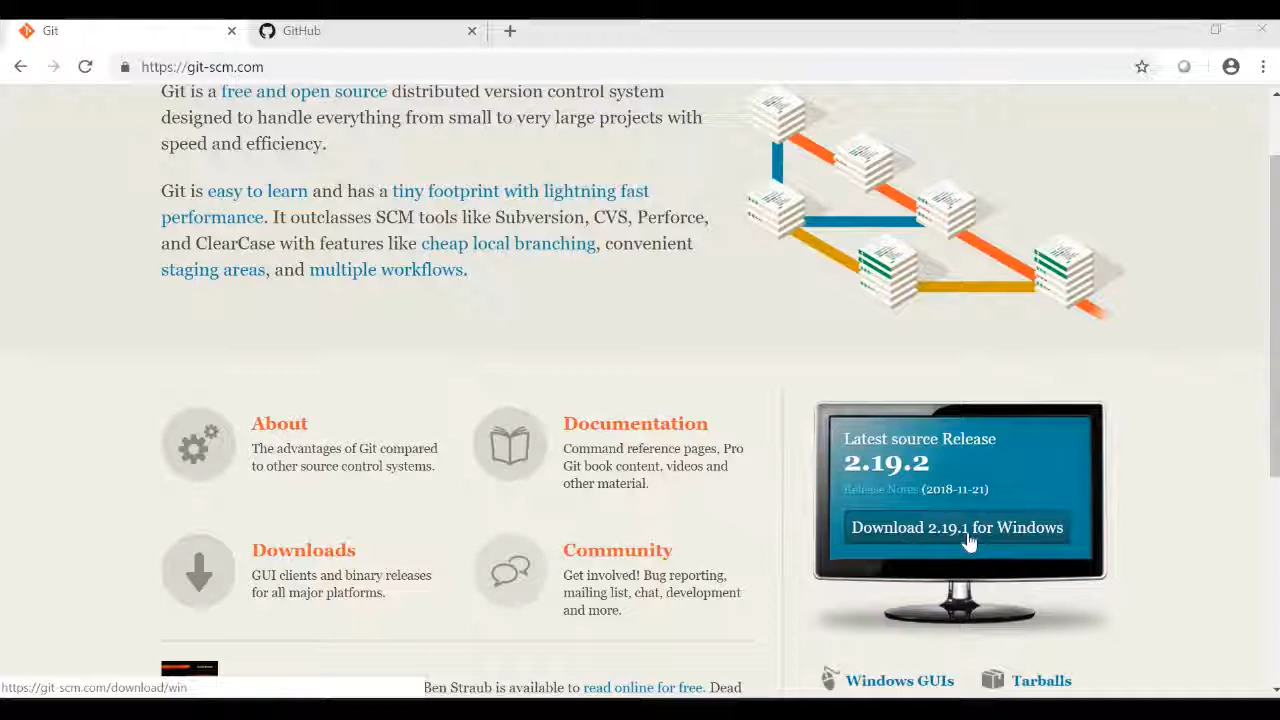 Git
GitHub
https://git-scm.com
Git is a free and open source distributed version control system
designed to handle everything from small to very large projects with
speed and efficiency.
Git is easy to learn and has a tiny footprint with lightning fast
performance. It outclasses SCM tools like Subversion, CVS, Perforce,
and ClearCase with features like cheap local branching, convenient
staging areas, and multiple workflows.
About
The advantages of Git compared
to other source control systems.
Documentation
Command reference pages, Pro
Git book content, videos and
other material.
Downloads
GUI clients and binary releases
for all major platforms.
Community
Get involved! Bug reporting,
mailing list, chat, development
and more.
Latest source Release
2.19.2
Release Notes (2018-11-21)
Download 2.19.1 for Windows
Windows GUIs
Tarballs
Ben Straub is available to read online for free. Dead
https://git-scm.com/download/win